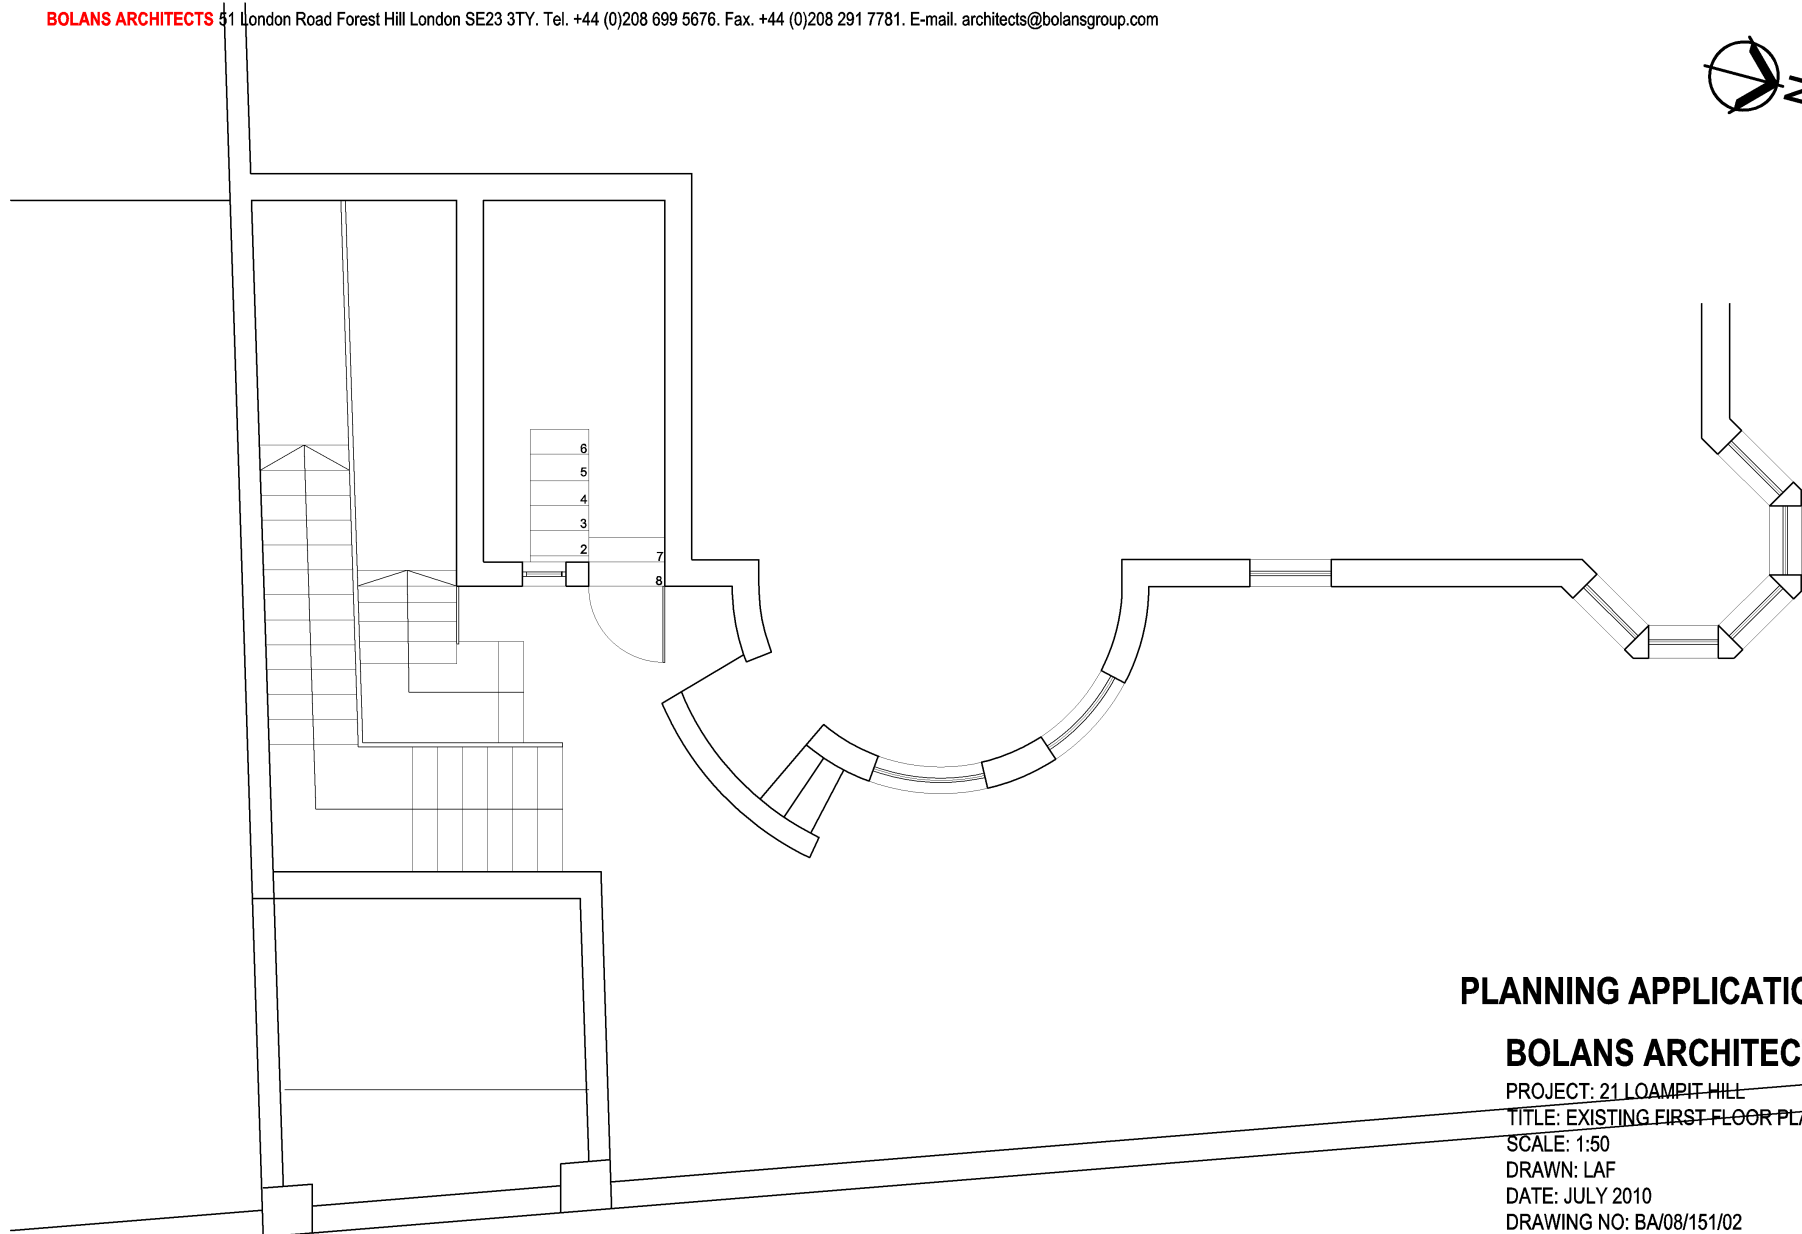 BOLANS ARCHITECTS 51 London Road Forest Hill London SE23 3TY. Tel. +44 (0)208 699 5676. Fax. +44 (0)208 291 7781. E-mail. architects@bolansgroup.com
N
6
5
4
3
2
7
8
PLANNING APPLICATIO
BOLANS ARCHITEC
PROJECT: 21 LOAMPIT HILL
TITLE: EXISTING FIRST FLOOR PLA
SCALE: 1:50
DRAWN: LAF
DATE: JULY 2010
DRAWING NO: BA/08/151/02